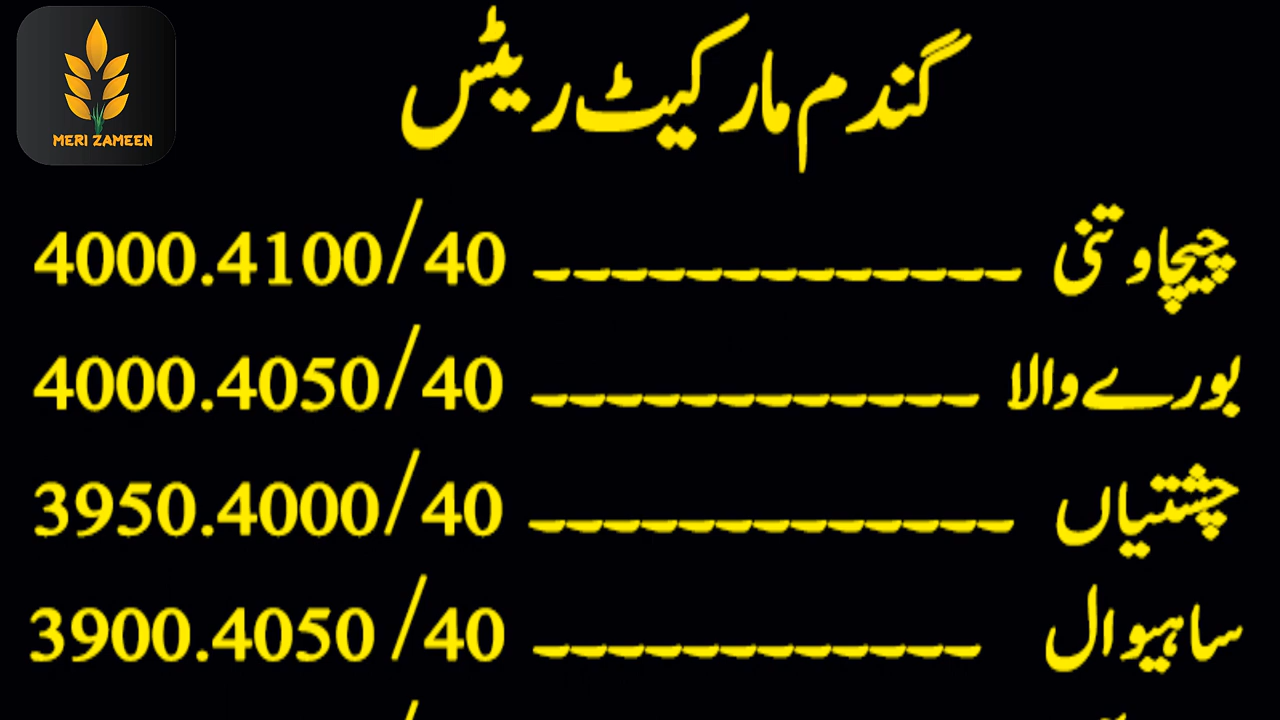 MERI ZAMEEN
گندم مارکیٹ ریٹس
چیچاوتنی ------------- 4000.4100/40
بورے والا ------------ 4000.4050/40
چشتیاں ------------- 3950.4000/40
ساہیوال ------------ 3900.4050 /40